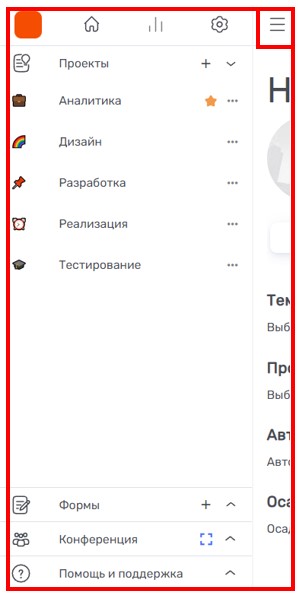 Проекты
Аналитика
Дизайн
Разработка
Реализация
Тестирование
Формы
Конференция
Помощь и поддержка
Н
Тем
Выб
Про
Выб
Авт
Авто
Оса
Осад